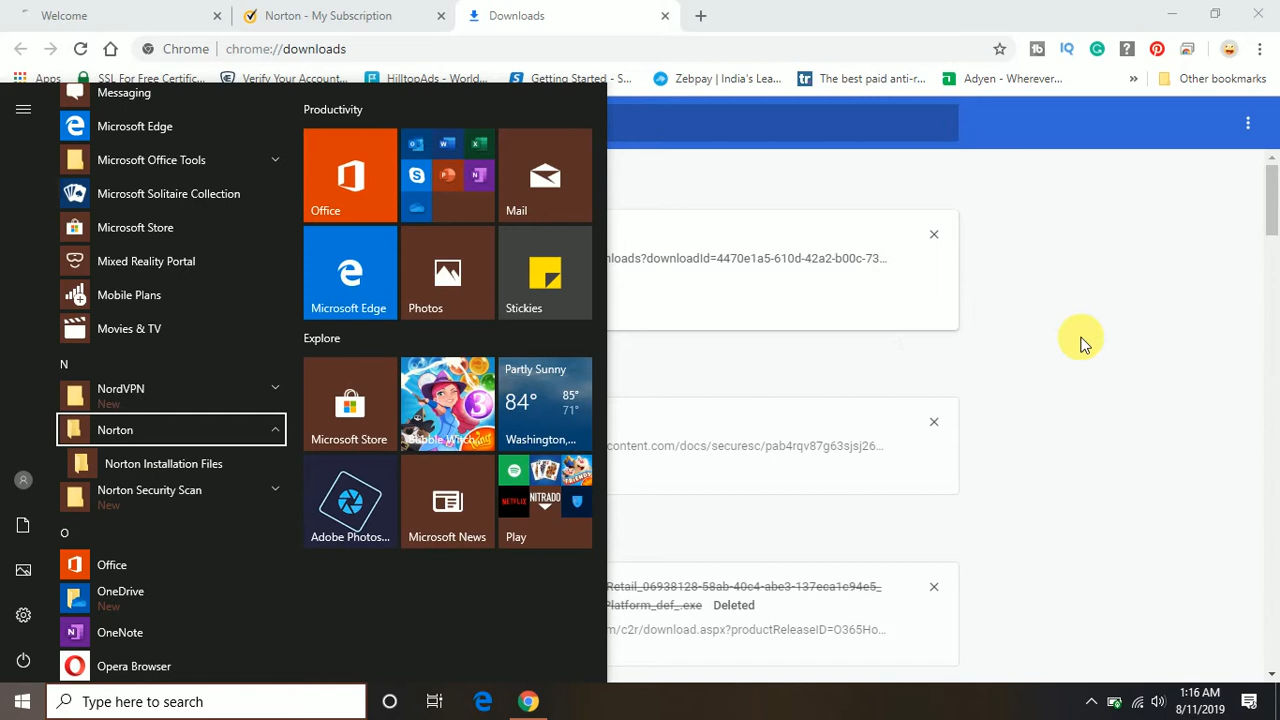 Welcome
Norton - My Subscription
Downloads
Chrome
chrome://downloads
Apps
SSL For Free Certific...
Verify Your Account...
HilltopAds - World...
Getting Started - S...
Zebpay | India's Lea...
The best paid anti-r...
Adyen - Wherever...
»
Other bookmarks
Messaging
Microsoft Edge
Microsoft Office Tools
Microsoft Solitaire Collection
Microsoft Store
Mixed Reality Portal
Mobile Plans
Movies & TV
N
NordVPN
New
Norton
Norton Installation Files
Norton Security Scan
New
O
Office
OneDrive
New
OneNote
Opera Browser
Productivity
Office
Mail
Microsoft Edge
Photos
Stickies
Explore
Microsoft Store
Bubble Witch...
Partly Sunny
84° 85°
71°
Washington,...
Adobe Photos...
Microsoft News
NETFLIX
NITRADO
Play
nloads?downloadId=4470e1a5-610d-42a2-b00c-73...
content.com/docs/securesc/pab4rqv87g63sjsj26...
Retail_06938128-58ab-40c4-abe3-137eca1c94e5_
Platform_def_.exe Deleted
m/c2r/download.aspx?productReleaseID=O365Ho...
Type here to search
1:16 AM
8/11/2019